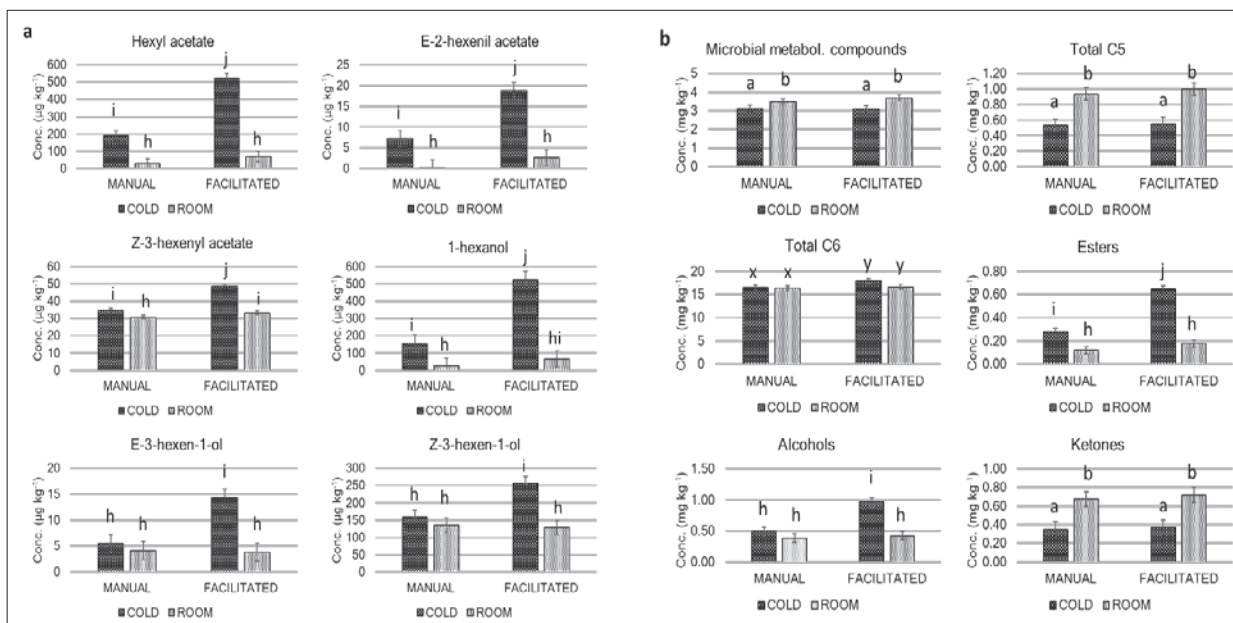 a
Hexyl acetate
Conc. (µg kg⁻¹)
600
500
400
300
200
100
0
i
h
j
h
MANUAL
FACILITATED
COLD ROOM
E-2-hexenil acetate
Conc. (µg kg⁻¹)
25
20
15
10
5
0
i
h
j
h
MANUAL
FACILITATED
COLD ROOM
Z-3-hexenyl acetate
Conc. (µg kg⁻¹)
60
50
40
30
20
10
0
i
h
j
i
MANUAL
FACILITATED
COLD ROOM
1-hexanol
Conc. (µg kg⁻¹)
600
500
400
300
200
100
0
i
h
j
hi
MANUAL
FACILITATED
COLD ROOM
E-3-hexen-1-ol
Conc. (µg kg⁻¹)
20
15
10
5
0
h
h
i
h
MANUAL
FACILITATED
COLD ROOM
Z-3-hexen-1-ol
Conc. (µg kg⁻¹)
300
250
200
150
100
50
0
h
h
i
h
MANUAL
FACILITATED
COLD ROOM
b
Microbial metabol. compounds
Conc. (mg kg⁻¹)
5
4
3
2
1
0
a
b
a
b
MANUAL
FACILITATED
COLD ROOM
Total C5
Conc. (mg kg⁻¹)
1.20
1.00
0.80
0.60
0.40
0.20
0.00
a
b
a
b
MANUAL
FACILITATED
COLD ROOM
Total C6
Conc. (mg kg⁻¹)
20
15
10
5
0
x
x
y
y
MANUAL
FACILITATED
COLD ROOM
Esters
Conc. (mg kg⁻¹)
0.80
0.60
0.40
0.20
0.00
i
h
j
h
MANUAL
FACILITATED
COLD ROOM
Alcohols
Conc. (mg kg⁻¹)
1.50
1.00
0.50
0.00
h
h
i
h
MANUAL
FACILITATED
COLD ROOM
Ketones
Conc. (mg kg⁻¹)
1.00
0.80
0.60
0.40
0.20
0.00
a
b
a
b
MANUAL
FACILITATED
COLD ROOM